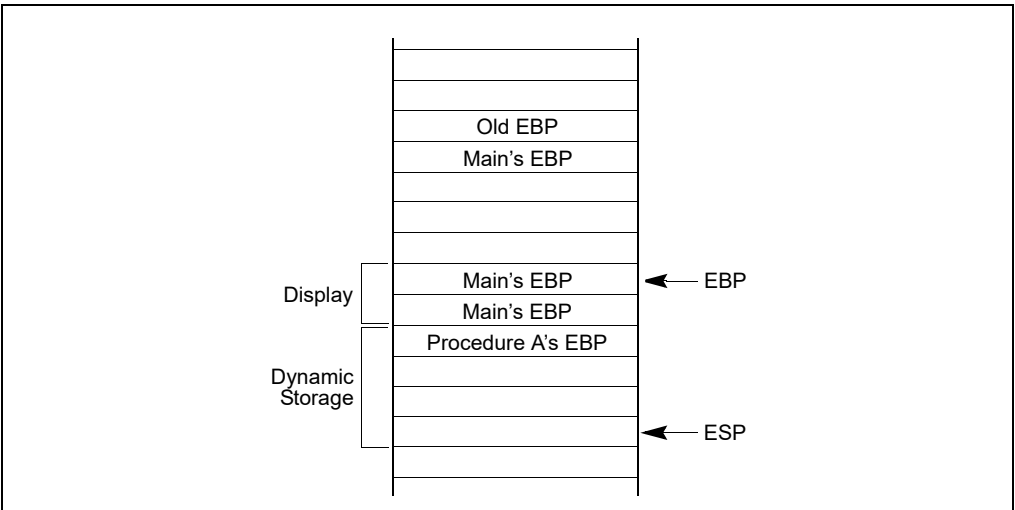 Old EBP
Main’s EBP
Main’s EBP
EBP
Display
Main’s EBP
Procedure A’s EBP
Dynamic
Storage
ESP